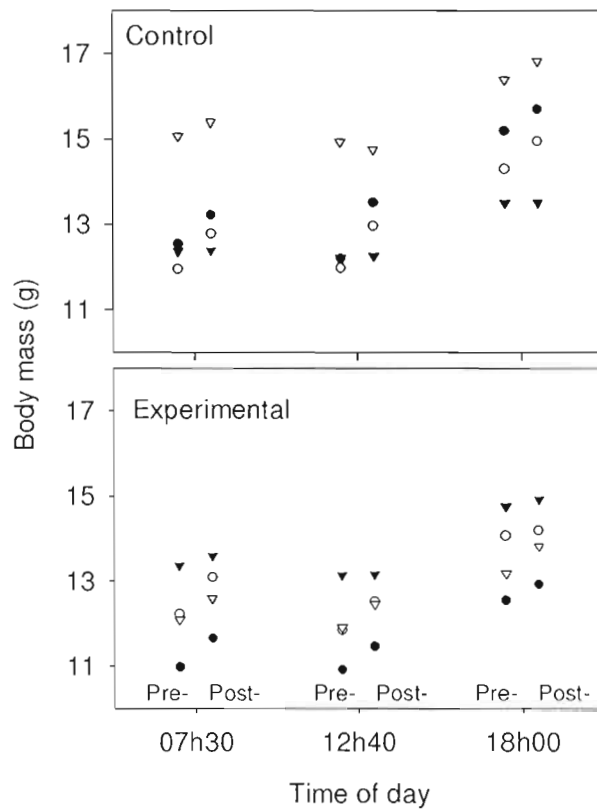 Control
17
15
13
11
Body mass (g)
Experimental
17
15
13
11
Pre- Post- Pre- Post- Pre- Post-
07h30 12h40 18h00
Time of day